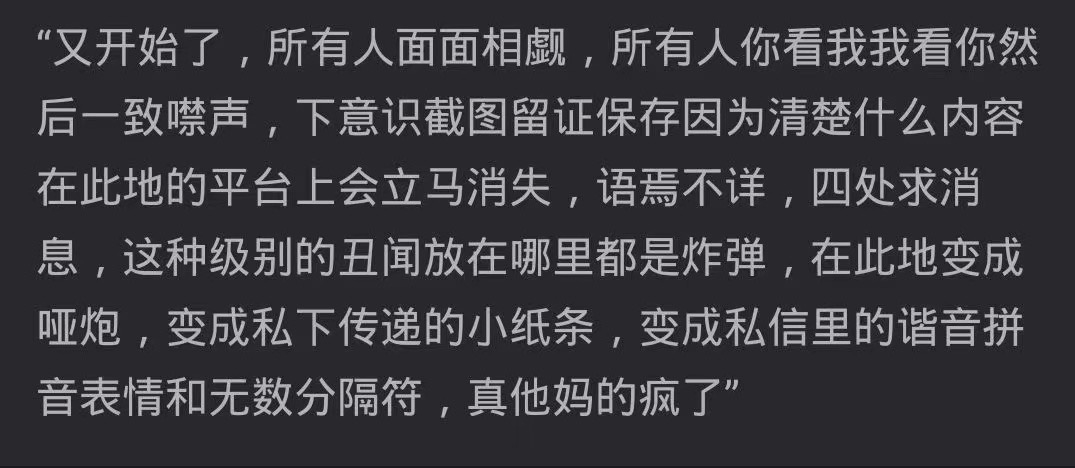 “又开始了，所有人面面相觑，所有人你看我我看你然
后一致噤声，下意识截图留证保存因为清楚什么内容
在此地的平台上会立马消失，语焉不详，四处求消
息，这种级别的丑闻放在哪里都是炸弹，在此地变成
哑炮，变成私下传递的小纸条，变成私信里的谐音拼
音表情和无数分隔符，真他妈的疯了”